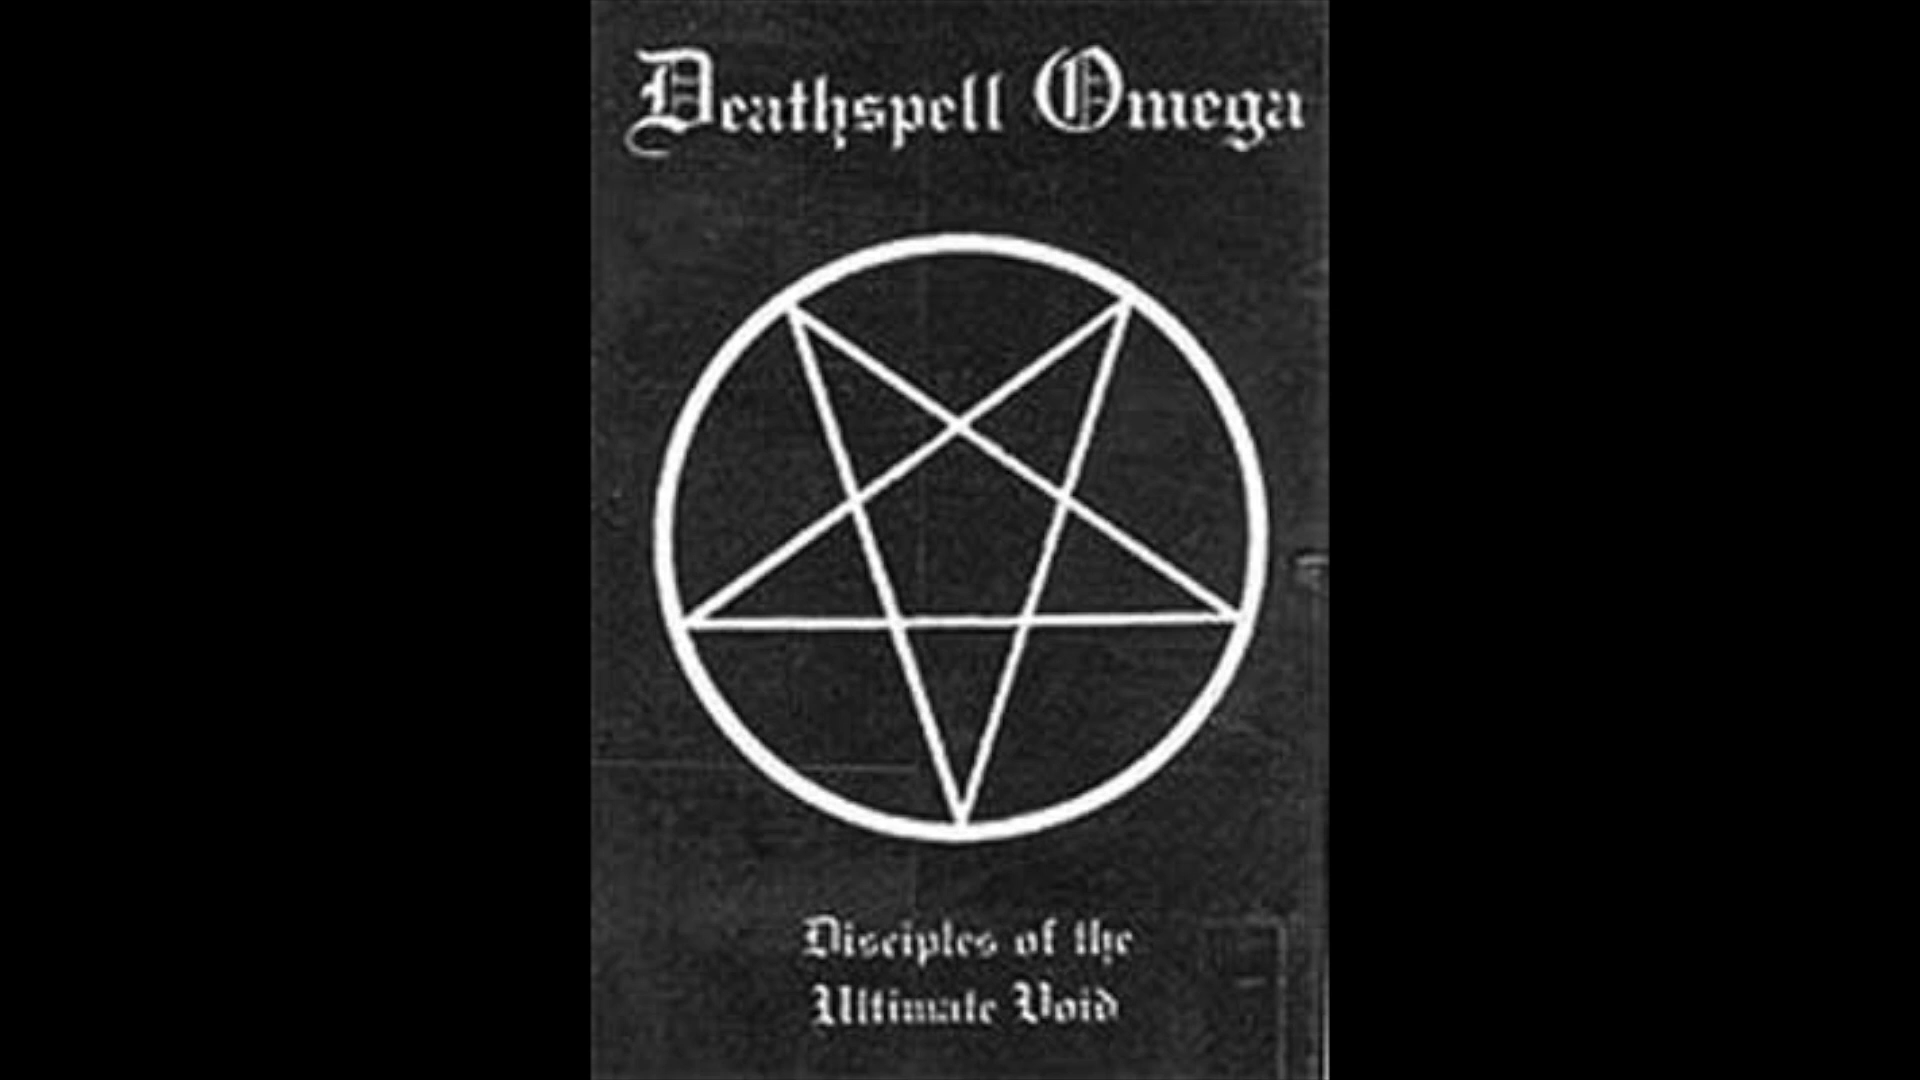 Deathspell Omega
Disciples of the
Ultimate Void